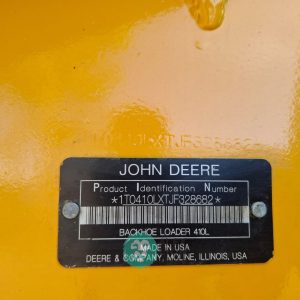 JOHN DEERE
Product Identification Number
*1T0410LXTJF328682*
BACKHOE LOADER 410L
MADE IN USA
DEERE & COMPANY, MOLINE, ILLINOIS, USA